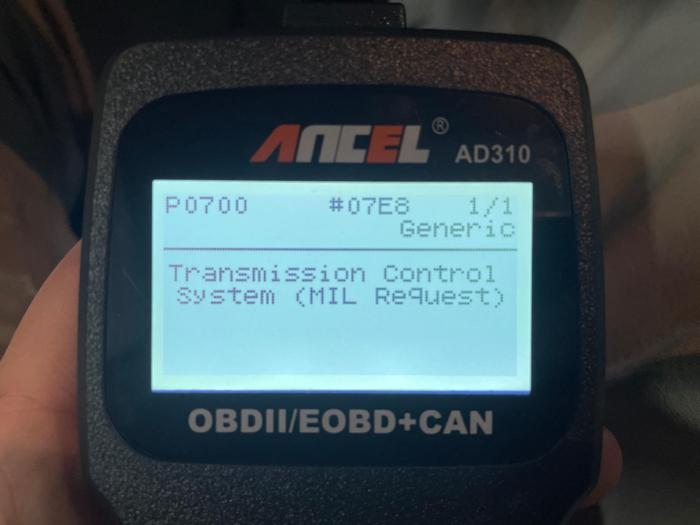 ANCEL®
AD310
P0700 #07E8 1/1
Generic
Transmission Control
System (MIL Request)
OBDII/EOBD+CAN